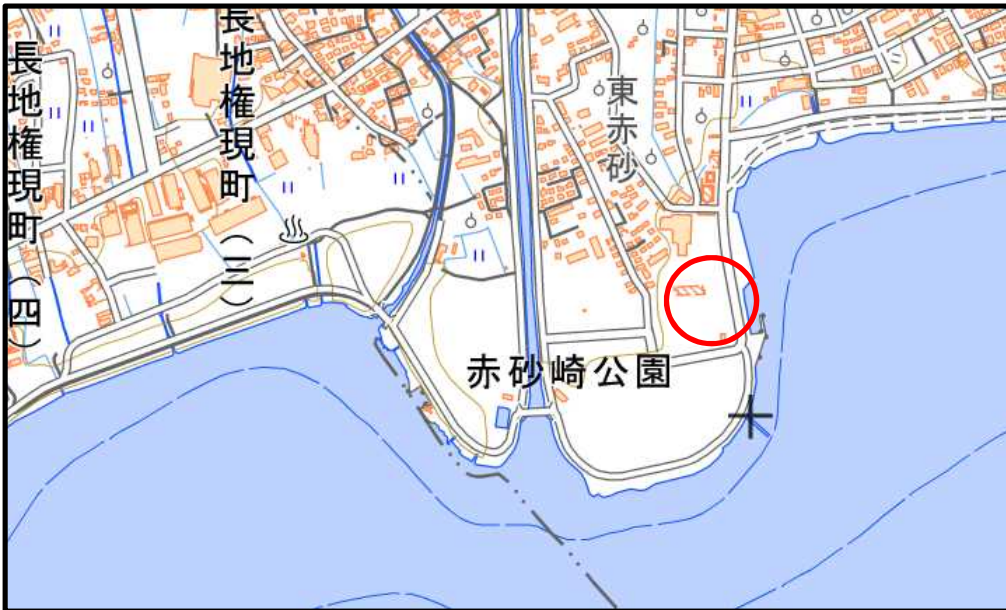 長地権現町（四）
長地権現町（三）
東赤砂
赤砂崎公園